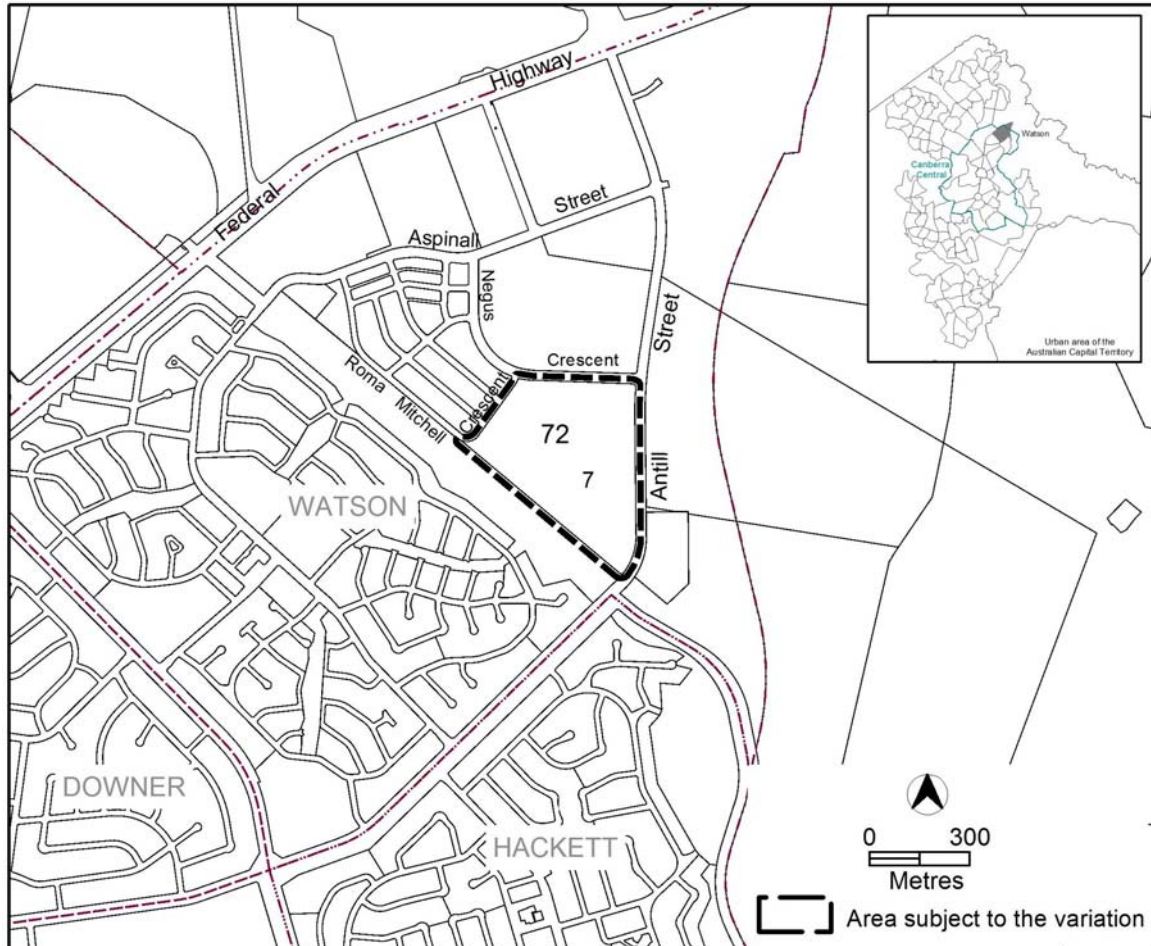 Federal
Highway
Watson
Canberra
Central
Urban area of the
Australian Capital Territory
Aspinall
Street
Negus
Crescent
Street
Roma
Mitchell
Crescent
72
7
Antill
WATSON
DOWNER
HACKETT
0 300
Metres
Area subject to the variation